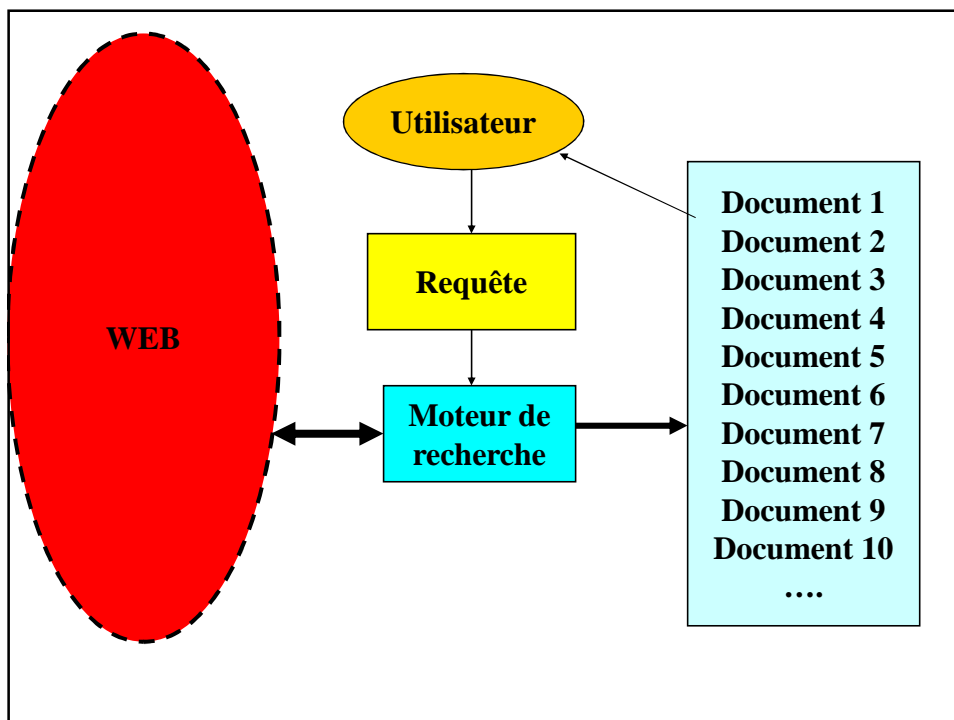 Utilisateur
Requête
WEB
Moteur de
recherche
Document 1
Document 2
Document 3
Document 4
Document 5
Document 6
Document 7
Document 8
Document 9
Document 10
….